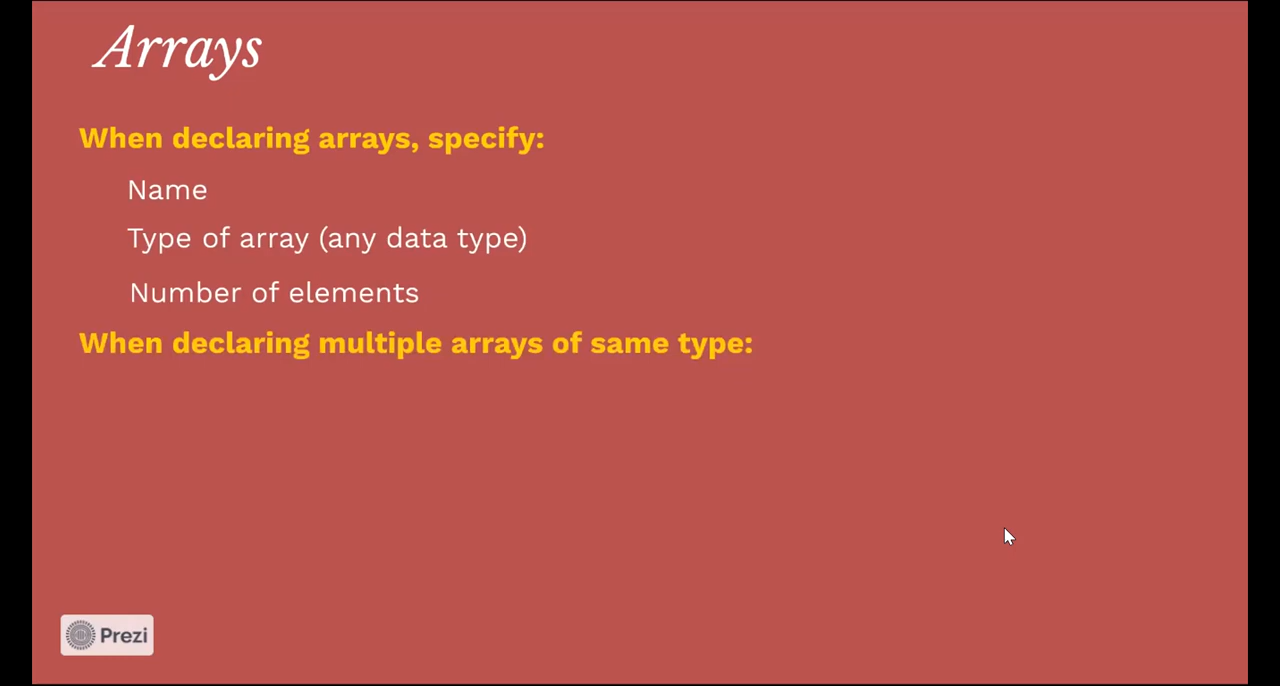 Arrays
When declaring arrays, specify:
Name
Type of array (any data type)
Number of elements
When declaring multiple arrays of same type:
Prezi